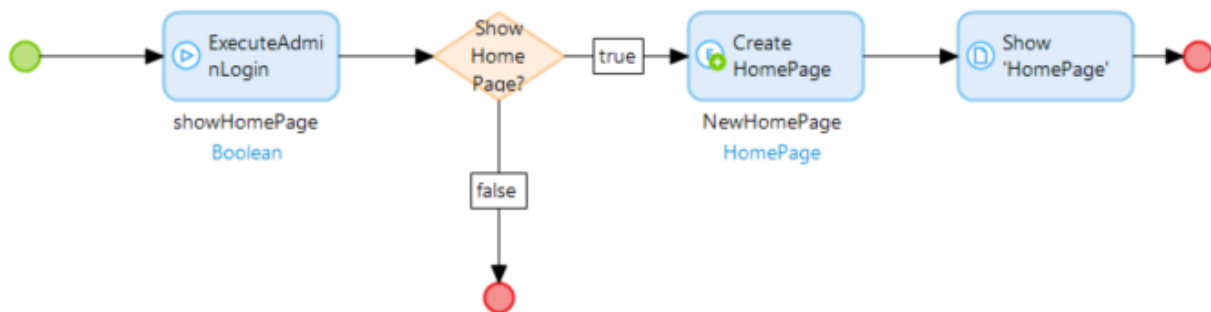 ExecuteAdmi
nLogin
showHomePage
Boolean
Show
Home
Page?
true
false
Create
HomePage
NewHomePage
HomePage
Show
'HomePage'